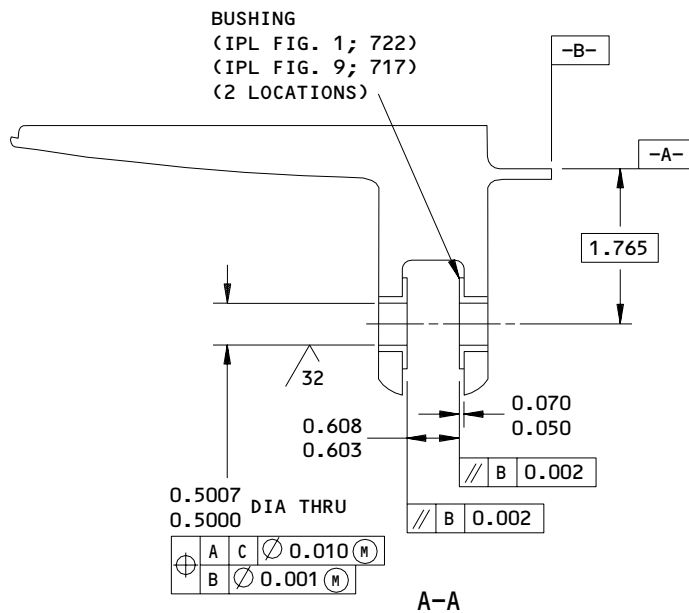 BUSHING
(IPL FIG. 1; 722)
(IPL FIG. 9; 717)
(2 LOCATIONS)
-B-
-A-
1.765
32
0.608
0.603
0.070
0.050
// B 0.002
// B 0.002
0.5007
0.5000 DIA THRU
⌖ A C ∅ 0.010 Ⓜ
B ∅ 0.001 Ⓜ
A-A